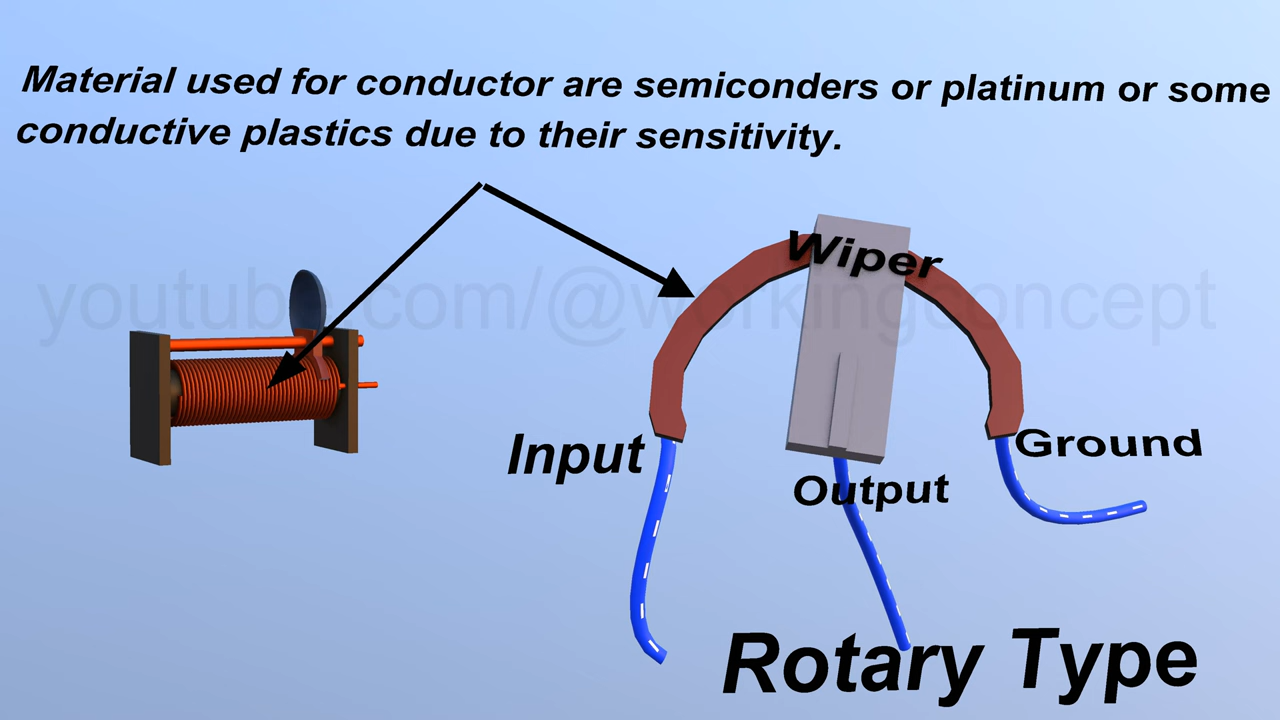 Material used for conductor are semiconders or platinum or some
conductive plastics due to their sensitivity.
Wiper
youtube.com/@workingconcept
Input
Ground
Output
Rotary Type